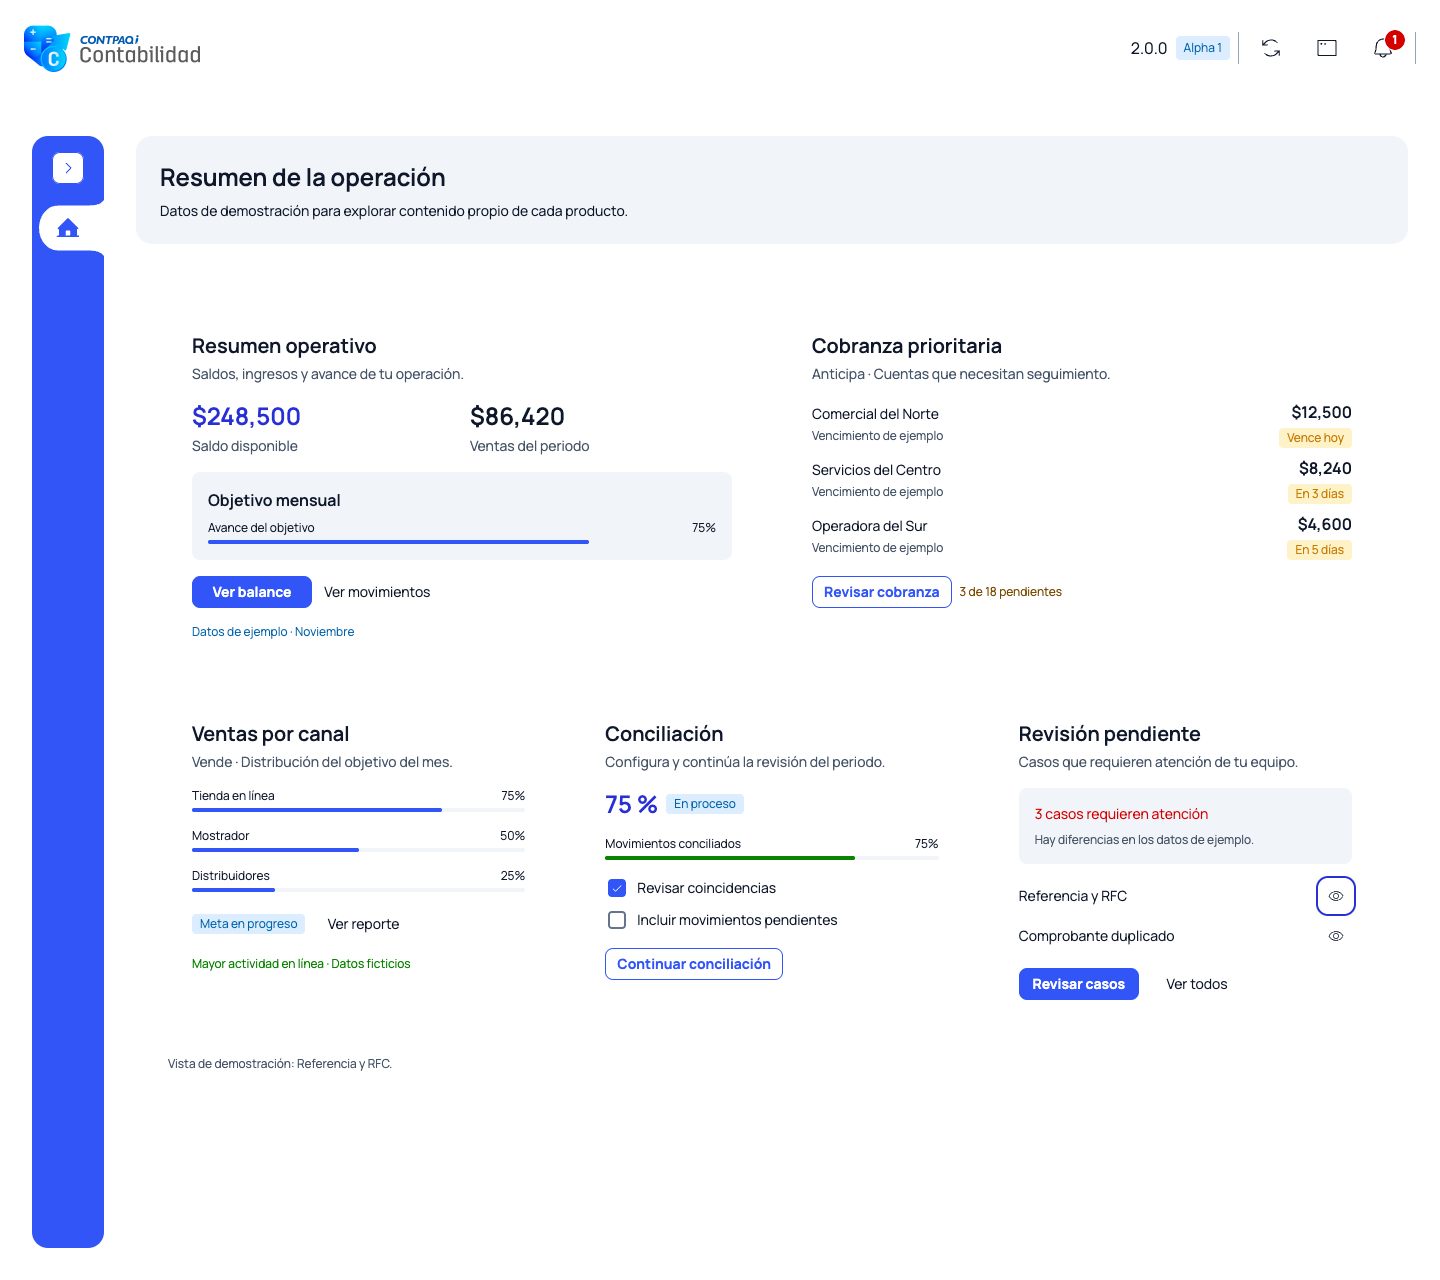 CONTPAQi
Contabilidad
C
2.0.0
Alpha 1
1
Resumen de la operación
Datos de demostración para explorar contenido propio de cada producto.
Resumen operativo
Saldos, ingresos y avance de tu operación.
$248,500
Saldo disponible
$86,420
Ventas del periodo
Objetivo mensual
Avance del objetivo
75%
Ver balance
Ver movimientos
Datos de ejemplo · Noviembre
Cobranza prioritaria
Anticipa · Cuentas que necesitan seguimiento.
Comercial del Norte
Vencimiento de ejemplo
$12,500
Vence hoy
Servicios del Centro
Vencimiento de ejemplo
$8,240
En 3 días
Operadora del Sur
Vencimiento de ejemplo
$4,600
En 5 días
Revisar cobranza
3 de 18 pendientes
Ventas por canal
Vende · Distribución del objetivo del mes.
Tienda en línea
75%
Mostrador
50%
Distribuidores
25%
Meta en progreso
Ver reporte
Mayor actividad en línea · Datos ficticios
Conciliación
Configura y continúa la revisión del periodo.
75 %
En proceso
Movimientos conciliados
75%
Revisar coincidencias
Incluir movimientos pendientes
Continuar conciliación
Revisión pendiente
Casos que requieren atención de tu equipo.
3 casos requieren atención
Hay diferencias en los datos de ejemplo.
Referencia y RFC
Comprobante duplicado
Revisar casos
Ver todos
Vista de demostración: Referencia y RFC.